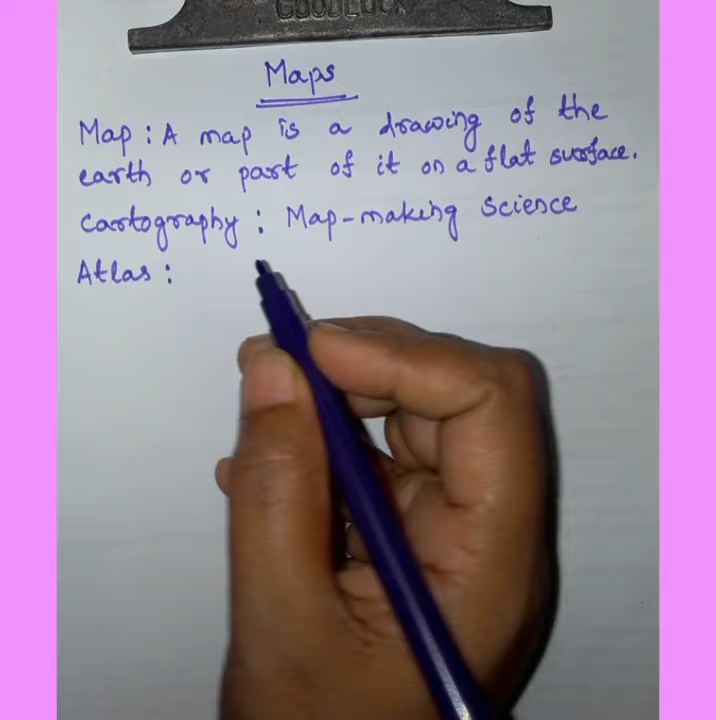 GOODLUCK
Maps
Map : A map is a drawing of the
earth or part of it on a flat surface.
Cartography : Map-making science
Atlas :